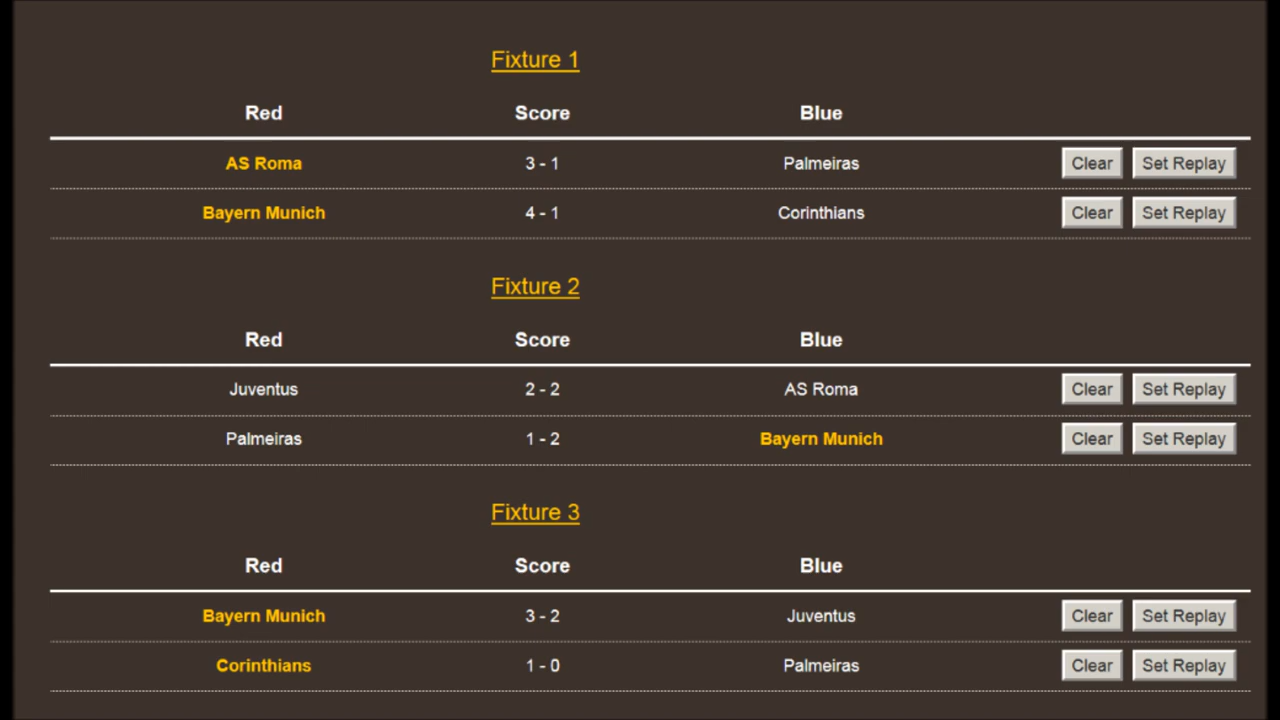 Fixture 1
Red Score Blue
AS Roma 3 - 1 Palmeiras Clear Set Replay
Bayern Munich 4 - 1 Corinthians Clear Set Replay
Fixture 2
Red Score Blue
Juventus 2 - 2 AS Roma Clear Set Replay
Palmeiras 1 - 2 Bayern Munich Clear Set Replay
Fixture 3
Red Score Blue
Bayern Munich 3 - 2 Juventus Clear Set Replay
Corinthians 1 - 0 Palmeiras Clear Set Replay